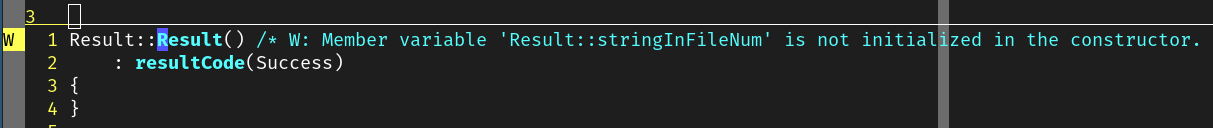 3
W 1 Result::Result() /* W: Member variable 'Result::stringInFileNum' is not initialized in the constructor.
2 : resultCode(Success)
3 {
4 }